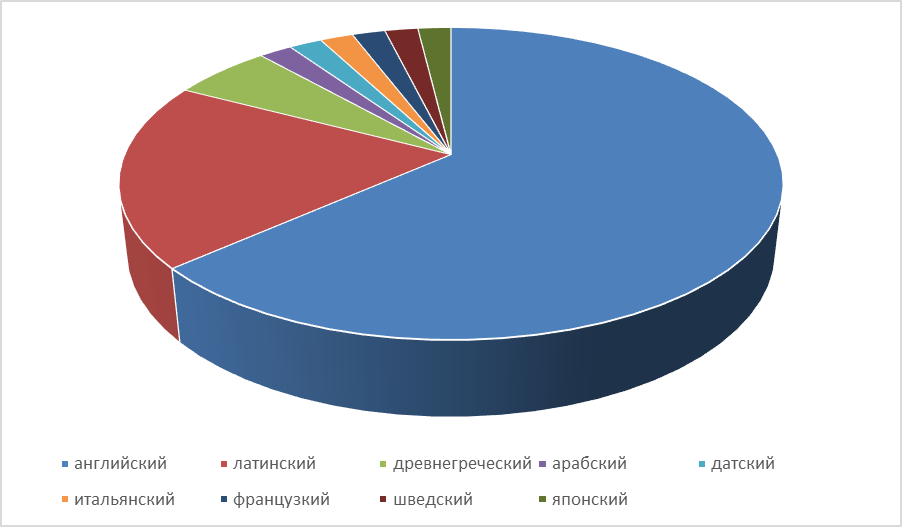 английский латинский древнегреческий арабский датский
итальянский французкий шведский японский